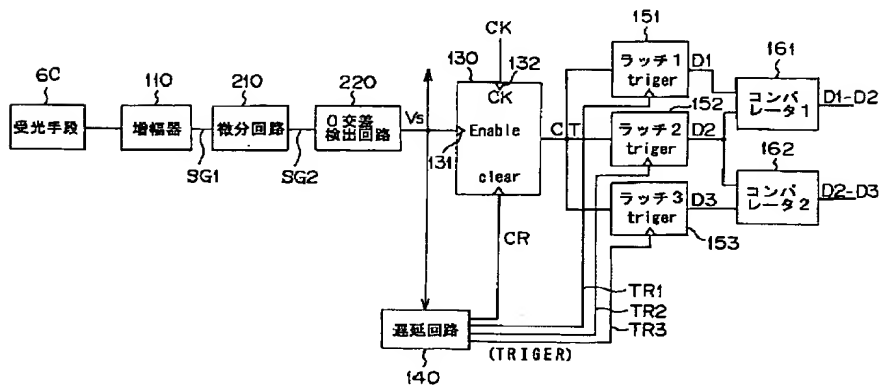 CK
151
60
110
210
220
130
132
CK
ラッチ1
triger
D1
161
受光手段
増幅器
微分回路
0交差
検出回路
Vs
Enable
131
clear
CT
152
ラッチ2
triger
D2
コンパ
レータ1
D1-D2
162
SG1
SG2
ラッチ3
triger
D3
コンパ
レータ2
D2-D3
153
CR
TR1
TR2
TR3
遅延回路
(TRIGER)
140